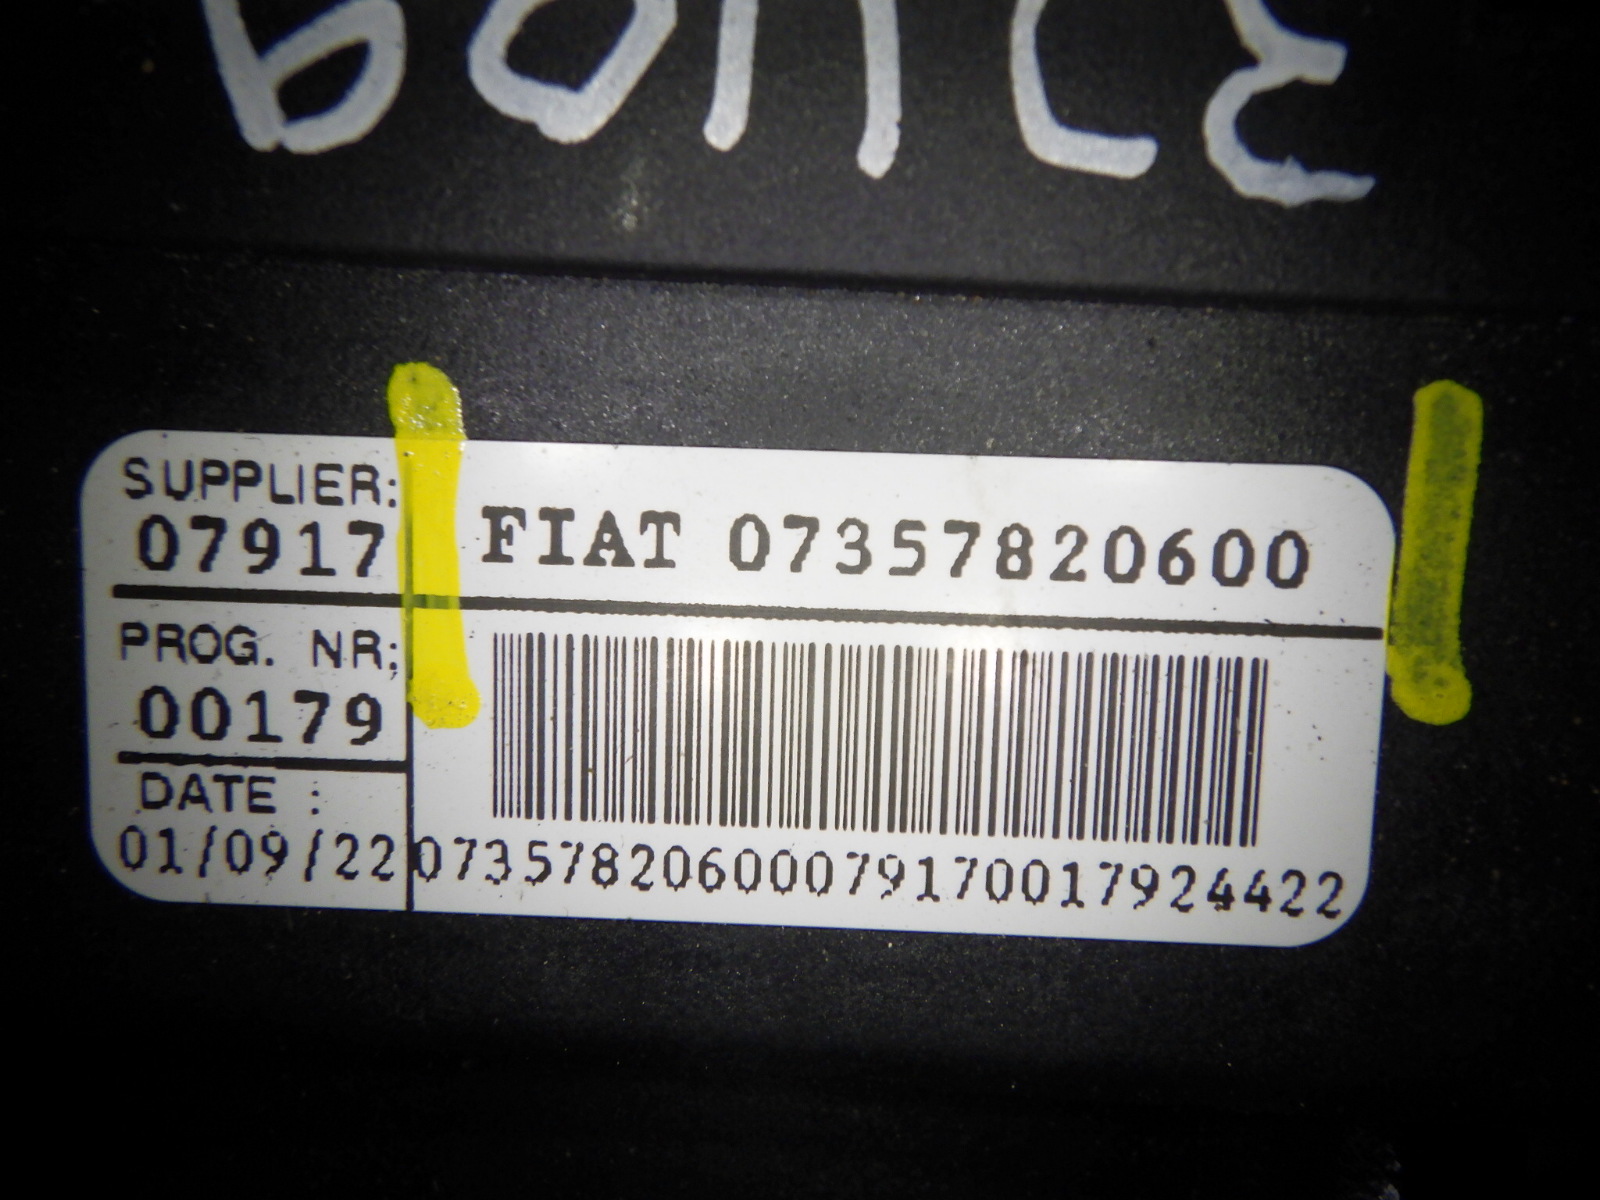 SUPPLIER:
07917
FIAT 07357820600
PROG. NR:
00179
DATE :
01/09/22
07357820600079170017924422